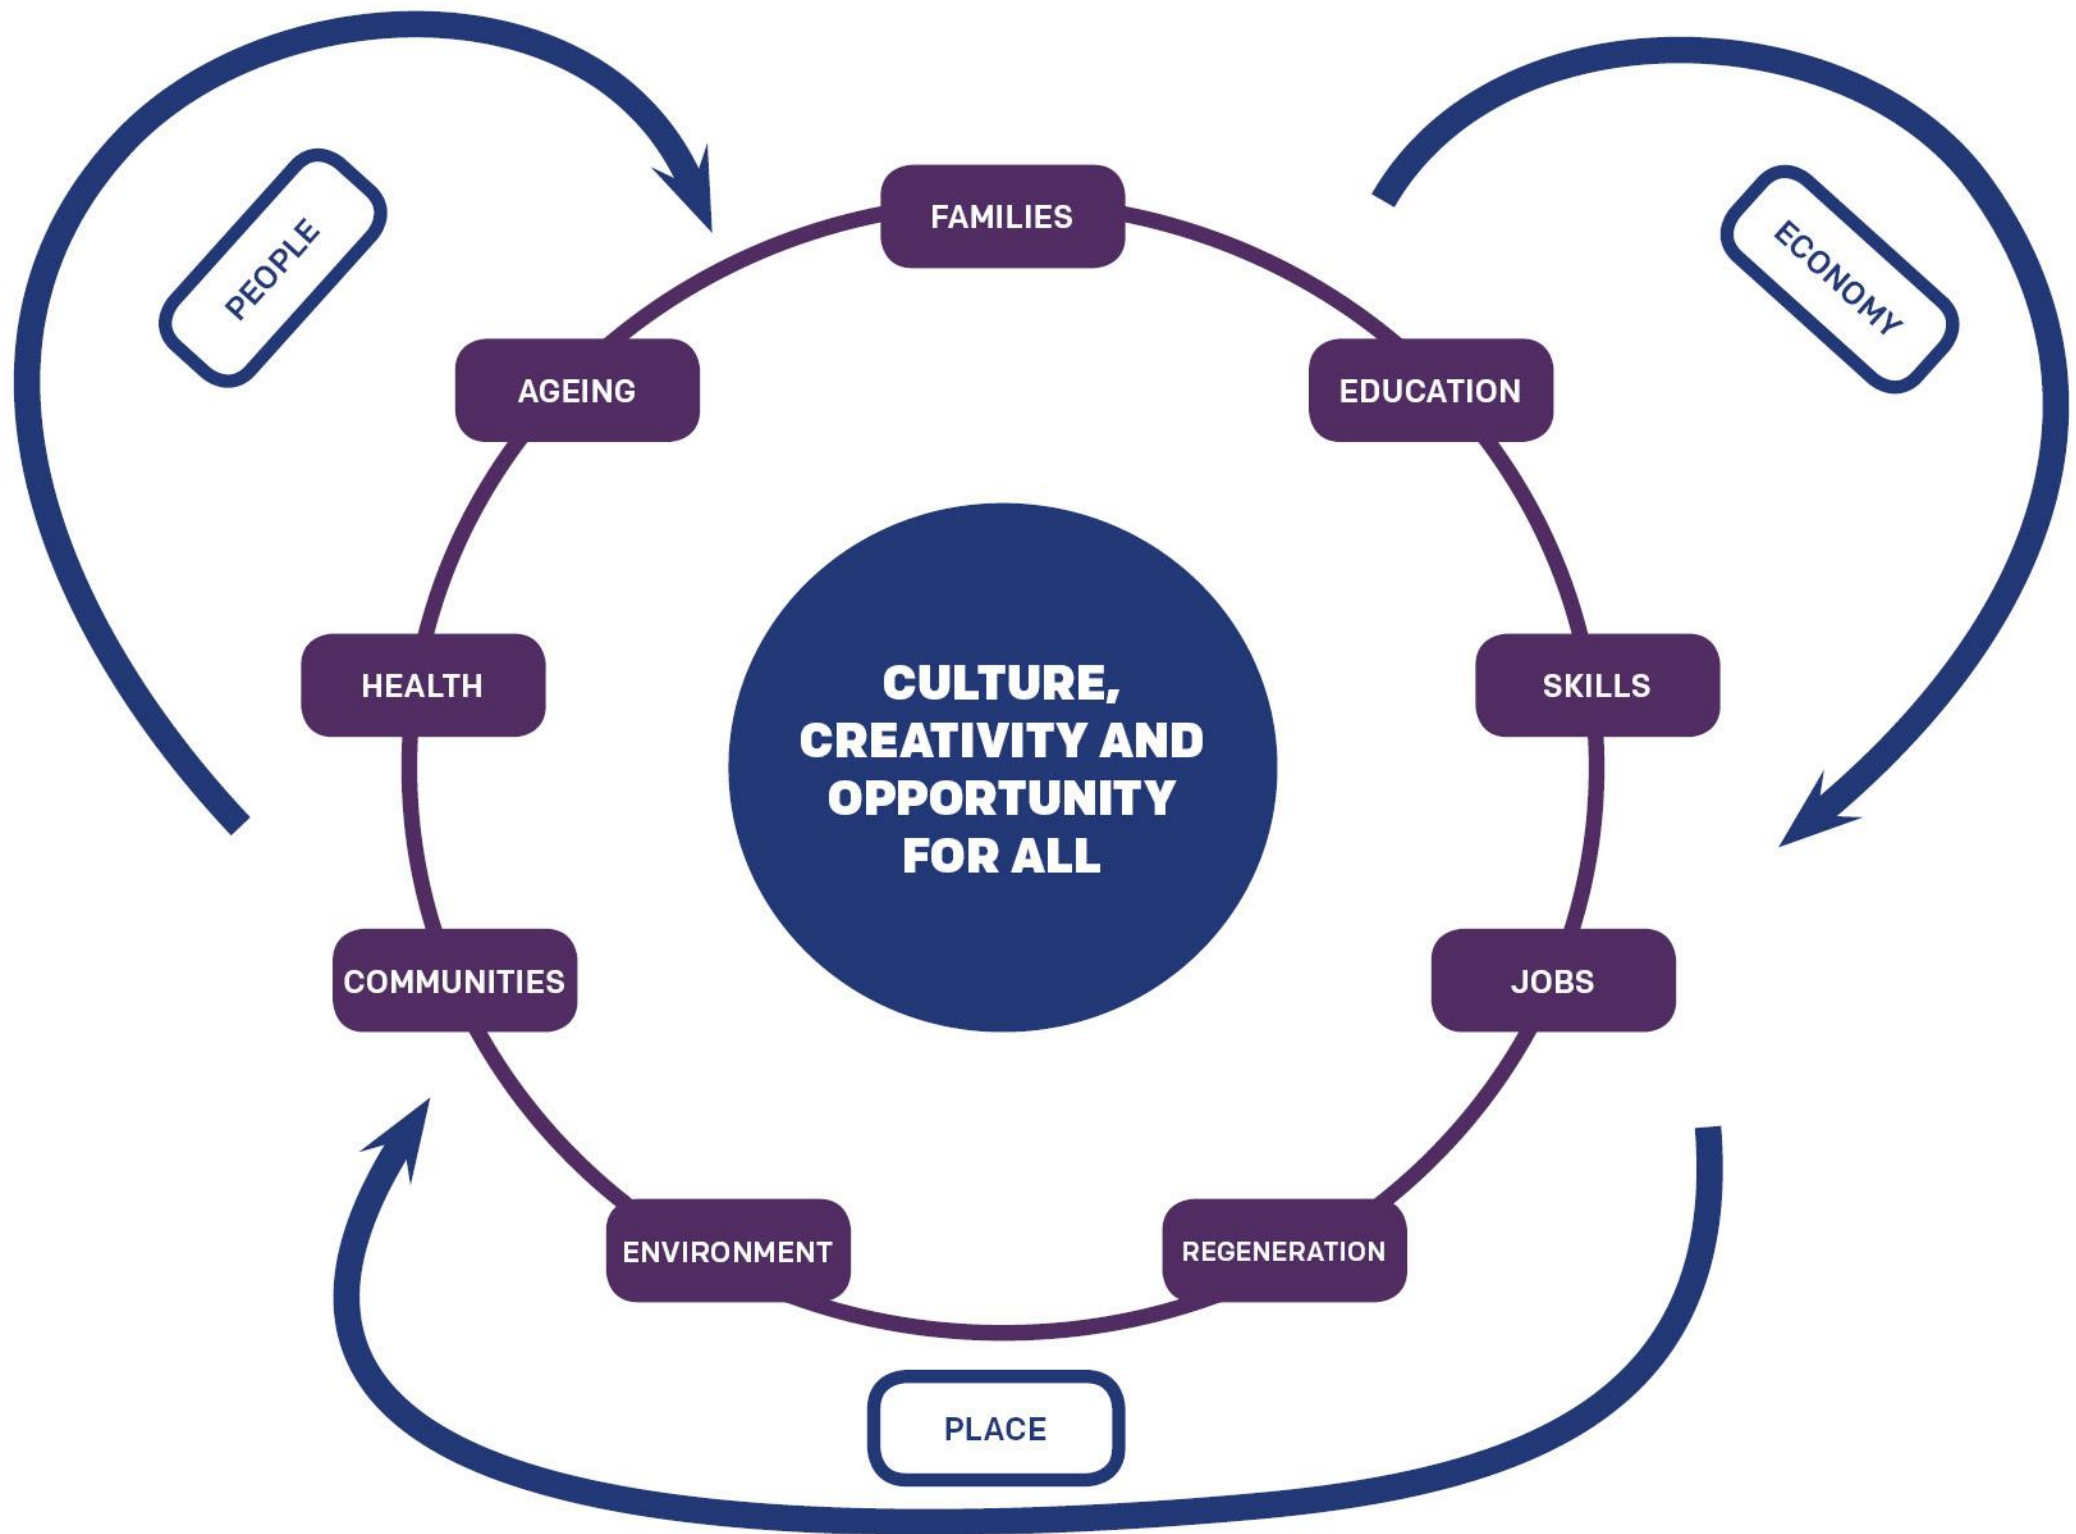 PEOPLE
ECONOMY
FAMILIES
AGEING
EDUCATION
HEALTH
SKILLS
CULTURE,
CREATIVITY AND
OPPORTUNITY
FOR ALL
COMMUNITIES
JOBS
ENVIRONMENT
REGENERATION
PLACE